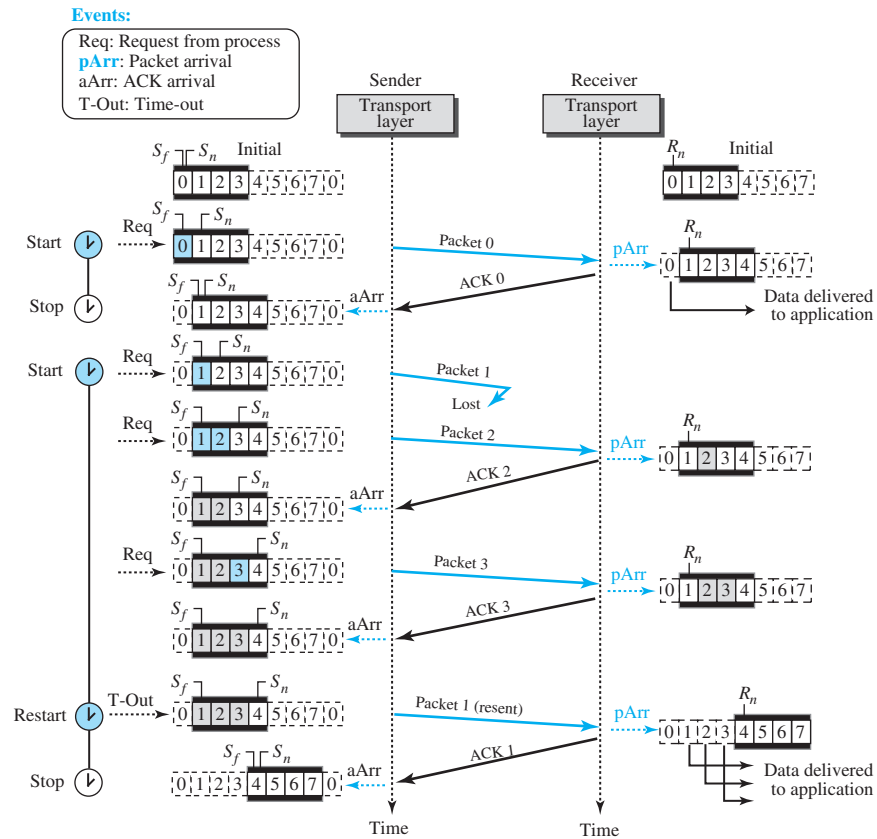 Events:
Req: Request from process
pArr: Packet arrival
aArr: ACK arrival
T-Out: Time-out
Sender
Receiver
Transport
layer
Transport
layer
Sf Sn Initial
0 1 2 3 4 5 6 7 0
Rn Initial
0 1 2 3 4 5 6 7
Sf Sn
Start Req 0 1 2 3 4 5 6 7 0
Packet 0
pArr
Rn
0 1 2 3 4 5 6 7
Data delivered
to application
Sf Sn
Stop 0 1 2 3 4 5 6 7 0 aArr
ACK 0
Sf Sn
Start Req 0 1 2 3 4 5 6 7 0
Packet 1
Lost
Sf Sn
Req 0 1 2 3 4 5 6 7 0
Packet 2
pArr
Rn
0 1 2 3 4 5 6 7
Sf Sn
0 1 2 3 4 5 6 7 0 aArr
ACK 2
Sf Sn
Req 0 1 2 3 4 5 6 7 0
Packet 3
pArr
Rn
0 1 2 3 4 5 6 7
Sf Sn
0 1 2 3 4 5 6 7 0 aArr
ACK 3
Sf Sn
Restart T-Out 0 1 2 3 4 5 6 7 0
Packet 1 (resent)
pArr
Rn
0 1 2 3 4 5 6 7
Data delivered
to application
Sf Sn
Stop 0 1 2 3 4 5 6 7 0 aArr
ACK 1
Time
Time